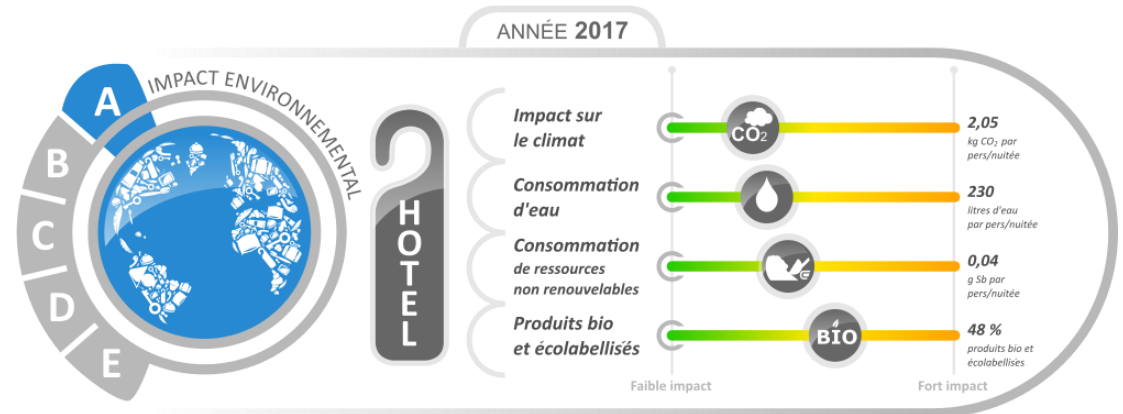 ANNÉE 2017
IMPACT ENVIRONNEMENTAL
A
B
C
D
E
HOTEL
Impact sur
le climat
CO₂
2,05
kg CO₂ par
pers/nuitée
Consommation
d'eau
230
litres d'eau
par pers/nuitée
Consommation
de ressources
non renouvelables
0,04
g Sb par
pers/nuitée
Produits bio
et écolabellisés
BIO
48 %
produits bio et
écolabellisés
Faible impact
Fort impact